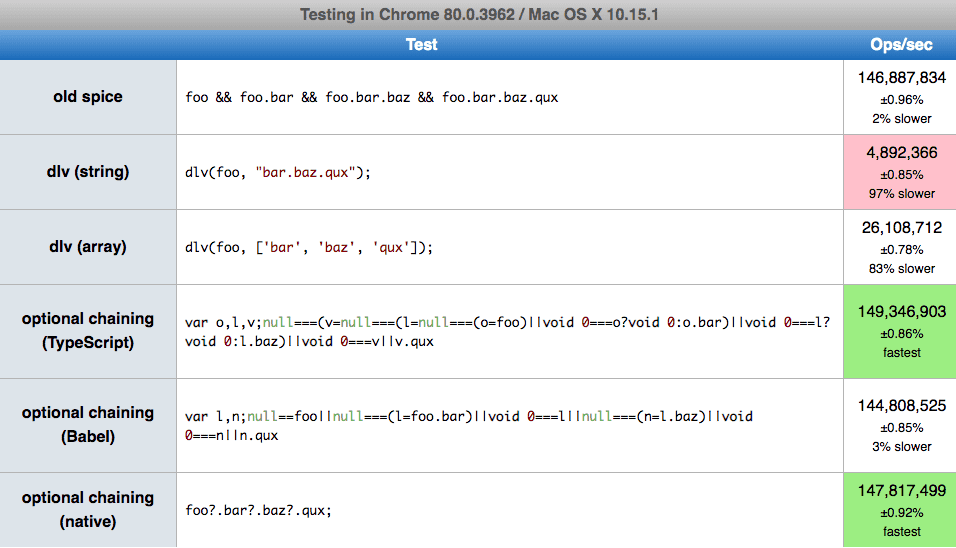 Testing in Chrome 80.0.3962 / Mac OS X 10.15.1
Test
Ops/sec
old spice
foo && foo.bar && foo.bar.baz && foo.bar.baz.qux
146,887,834
±0.96%
2% slower
dlv (string)
dlv(foo, "bar.baz.qux");
4,892,366
±0.85%
97% slower
dlv (array)
dlv(foo, ['bar', 'baz', 'qux']);
26,108,712
±0.78%
83% slower
optional chaining
(TypeScript)
var o,l,v;null===(v=null===(l=null===(o=foo)||void 0===o?void 0:o.bar)||void 0===l?
void 0:l.baz)||void 0===v||v.qux
149,346,903
±0.86%
fastest
optional chaining
(Babel)
var l,n;null==foo||null===(l=foo.bar)||void 0===l||null===(n=l.baz)||void
0===n||n.qux
144,808,525
±0.85%
3% slower
optional chaining
(native)
foo?.bar?.baz?.qux;
147,817,499
±0.92%
fastest